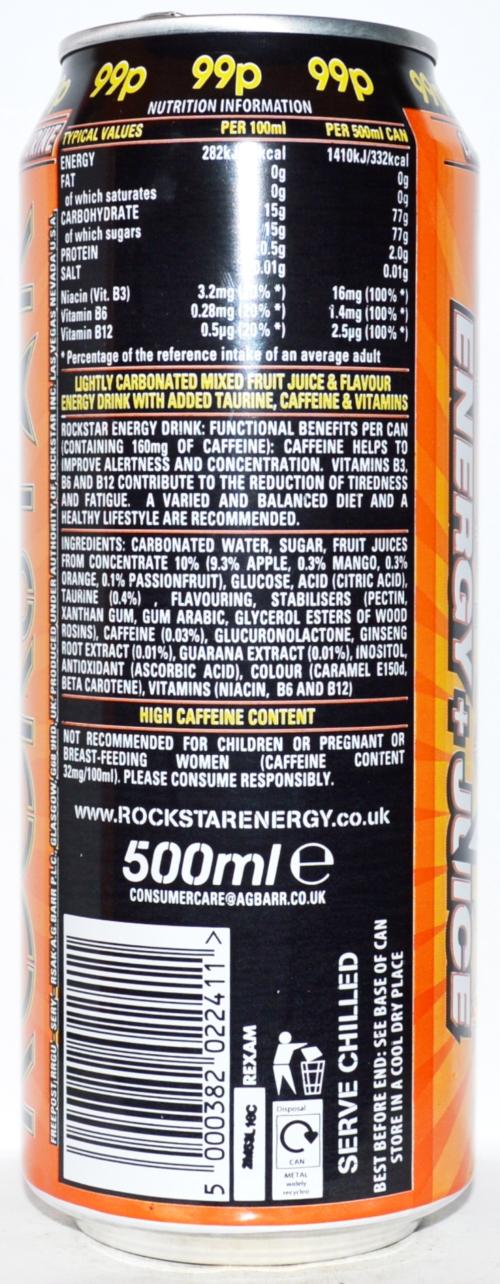 99p 99p 99p 99
NUTRITION INFORMATION
TYPICAL VALUES PER 100ml PER 500ml CAN
ENERGY 282k kcal 1410kJ/332kcal
FAT 0g 0g
of which saturates 0g 0g
CARBOHYDRATE 15g 77g
of which sugars 15g 77g
PROTEIN 0.5g 2.0g
SALT 0.01g 0.01g
Niacin (Vit. B3) 3.2mg 16mg (100% *)
Vitamin B6 0.28mg (20% *) 1.4mg (100% *)
Vitamin B12 0.5µg (20% *) 2.5µg (100% *)
* Percentage of the reference intake of an average adult
LIGHTLY CARBONATED MIXED FRUIT JUICE & FLAVOUR
ENERGY DRINK WITH ADDED TAURINE, CAFFEINE & VITAMINS
ROCKSTAR ENERGY DRINK: FUNCTIONAL BENEFITS PER CAN
(CONTAINING 160mg OF CAFFEINE): CAFFEINE HELPS TO
IMPROVE ALERTNESS AND CONCENTRATION. VITAMINS B3,
B6 AND B12 CONTRIBUTE TO THE REDUCTION OF TIREDNESS
AND FATIGUE. A VARIED AND BALANCED DIET AND A
HEALTHY LIFESTYLE ARE RECOMMENDED.
INGREDIENTS: CARBONATED WATER, SUGAR, FRUIT JUICES
FROM CONCENTRATE 10% (9.3% APPLE, 0.3% MANGO, 0.3%
ORANGE, 0.1% PASSIONFRUIT), GLUCOSE, ACID (CITRIC ACID),
TAURINE (0.4%) , FLAVOURING, STABILISERS (PECTIN,
XANTHAN GUM, GUM ARABIC, GLYCEROL ESTERS OF WOOD
ROSINS), CAFFEINE (0.03%), GLUCURONOLACTONE, GINSENG
ROOT EXTRACT (0.01%), GUARANA EXTRACT (0.01%), INOSITOL,
ANTIOXIDANT (ASCORBIC ACID), COLOUR (CARAMEL E150d,
BETA CAROTENE), VITAMINS (NIACIN, B6 AND B12)
HIGH CAFFEINE CONTENT
NOT RECOMMENDED FOR CHILDREN OR PREGNANT OR
BREAST-FEEDING WOMEN (CAFFEINE CONTENT
32mg/100ml). PLEASE CONSUME RESPONSIBLY.
www.ROCKSTARENERGY.co.uk
500ml e
CONSUMERCARE@AGBARR.CO.UK
5 000382 022411 >
REXAM
Disposal
CAN
METAL
widely
recycled
SERVE CHILLED
BEST BEFORE END: SEE BASE OF CAN
STORE IN A COOL DRY PLACE
ENERGY + JUICE